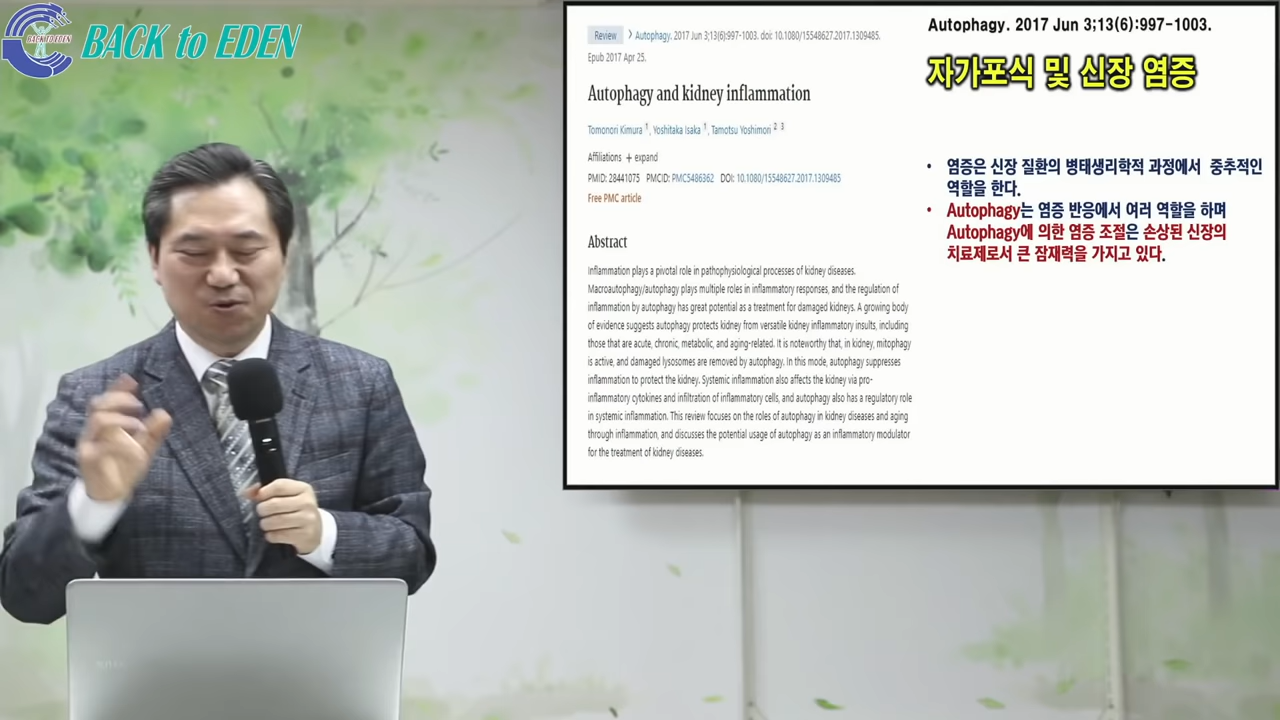 BACK to EDEN
BACK TO EDEN
Review > Autophagy. 2017 Jun 3;13(6):997-1003. doi: 10.1080/15548627.2017.1309485.
Epub 2017 Apr 25.
Autophagy and kidney inflammation
Tomonori Kimura 1, Yoshitaka Isaka 1, Tamotsu Yoshimori 2 3
Affiliations + expand
PMID: 28441075 PMCID: PMC5486362 DOI: 10.1080/15548627.2017.1309485
Free PMC article
Abstract
Inflammation plays a pivotal role in pathophysiological processes of kidney diseases.
Macroautophagy/autophagy plays multiple roles in inflammatory responses, and the regulation of
inflammation by autophagy has great potential as a treatment for damaged kidneys. A growing body
of evidence suggests autophagy protects kidney from versatile kidney inflammatory insults, including
those that are acute, chronic, metabolic, and aging-related. It is noteworthy that, in kidney, mitophagy
is active, and damaged lysosomes are removed by autophagy. In this mode, autophagy suppresses
inflammation to protect the kidney. Systemic inflammation also affects the kidney via pro-
inflammatory cytokines and infiltration of inflammatory cells, and autophagy also has a regulatory role
in systemic inflammation. This review focuses on the roles of autophagy in kidney diseases and aging
through inflammation, and discusses the potential usage of autophagy as an inflammatory modulator
for the treatment of kidney diseases.
Autophagy. 2017 Jun 3;13(6):997-1003.
자가포식 및 신장 염증
• 염증은 신장 질환의 병태생리학적 과정에서 중추적인
역할을 한다.
• Autophagy는 염증 반응에서 여러 역할을 하며
Autophagy에 의한 염증 조절은 손상된 신장의
치료제로서 큰 잠재력을 가지고 있다.